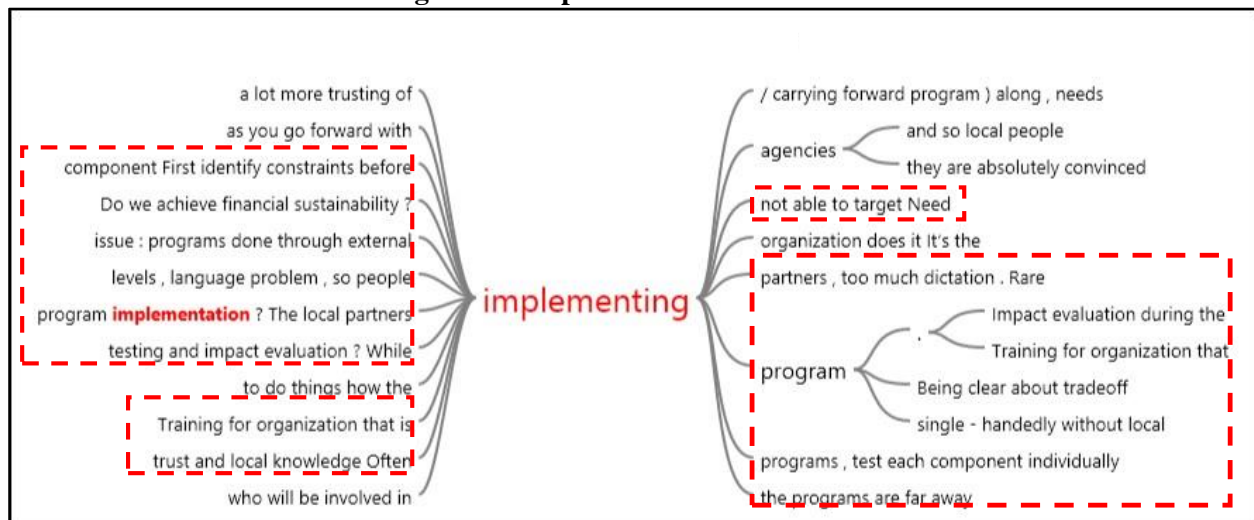 a lot more trusting of
as you go forward with
component First identify constraints before
Do we achieve financial sustainability ?
issue : programs done through external
levels , language problem , so people
program implementation ? The local partners
testing and impact evaluation ? While
to do things how the
Training for organization that is
trust and local knowledge Often
who will be involved in
implementing
/ carrying forward program ) along , needs
agencies
and so local people
they are absolutely convinced
not able to target Need
organization does it It's the
partners , too much dictation . Rare
program
.
Impact evaluation during the
Training for organization that
Being clear about tradeoff
single - handedly without local
programs , test each component individually
the programs are far away